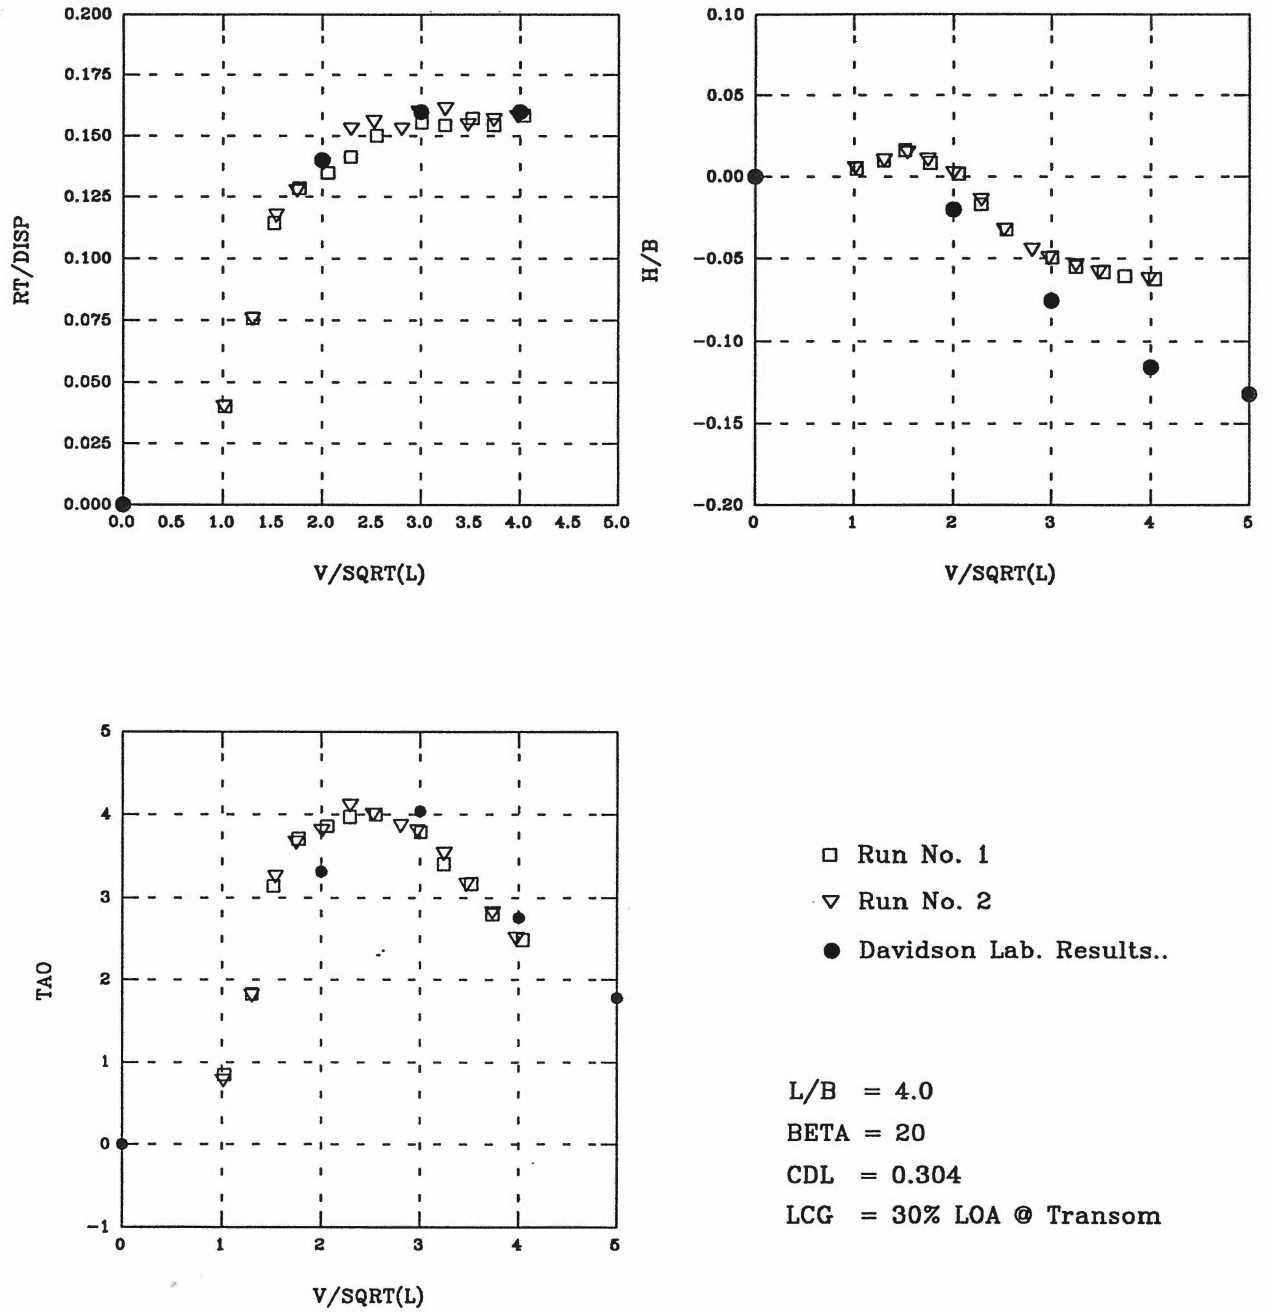 0.200
0.175
0.150
0.125
0.100
0.075
0.050
0.025
0.000
RT/DISP
0.0 0.5 1.0 1.5 2.0 2.5 3.0 3.5 4.0 4.5 5.0
V/SQRT(L)
0.10
0.05
0.00
-0.05
-0.10
-0.15
-0.20
H/B
0 1 2 3 4 5
V/SQRT(L)
5
4
3
2
1
0
-1
TAO
0 1 2 3 4 5
V/SQRT(L)
Run No. 1
Run No. 2
Davidson Lab. Results..
L/B = 4.0
BETA = 20
CDL = 0.304
LCG = 30% LOA @ Transom